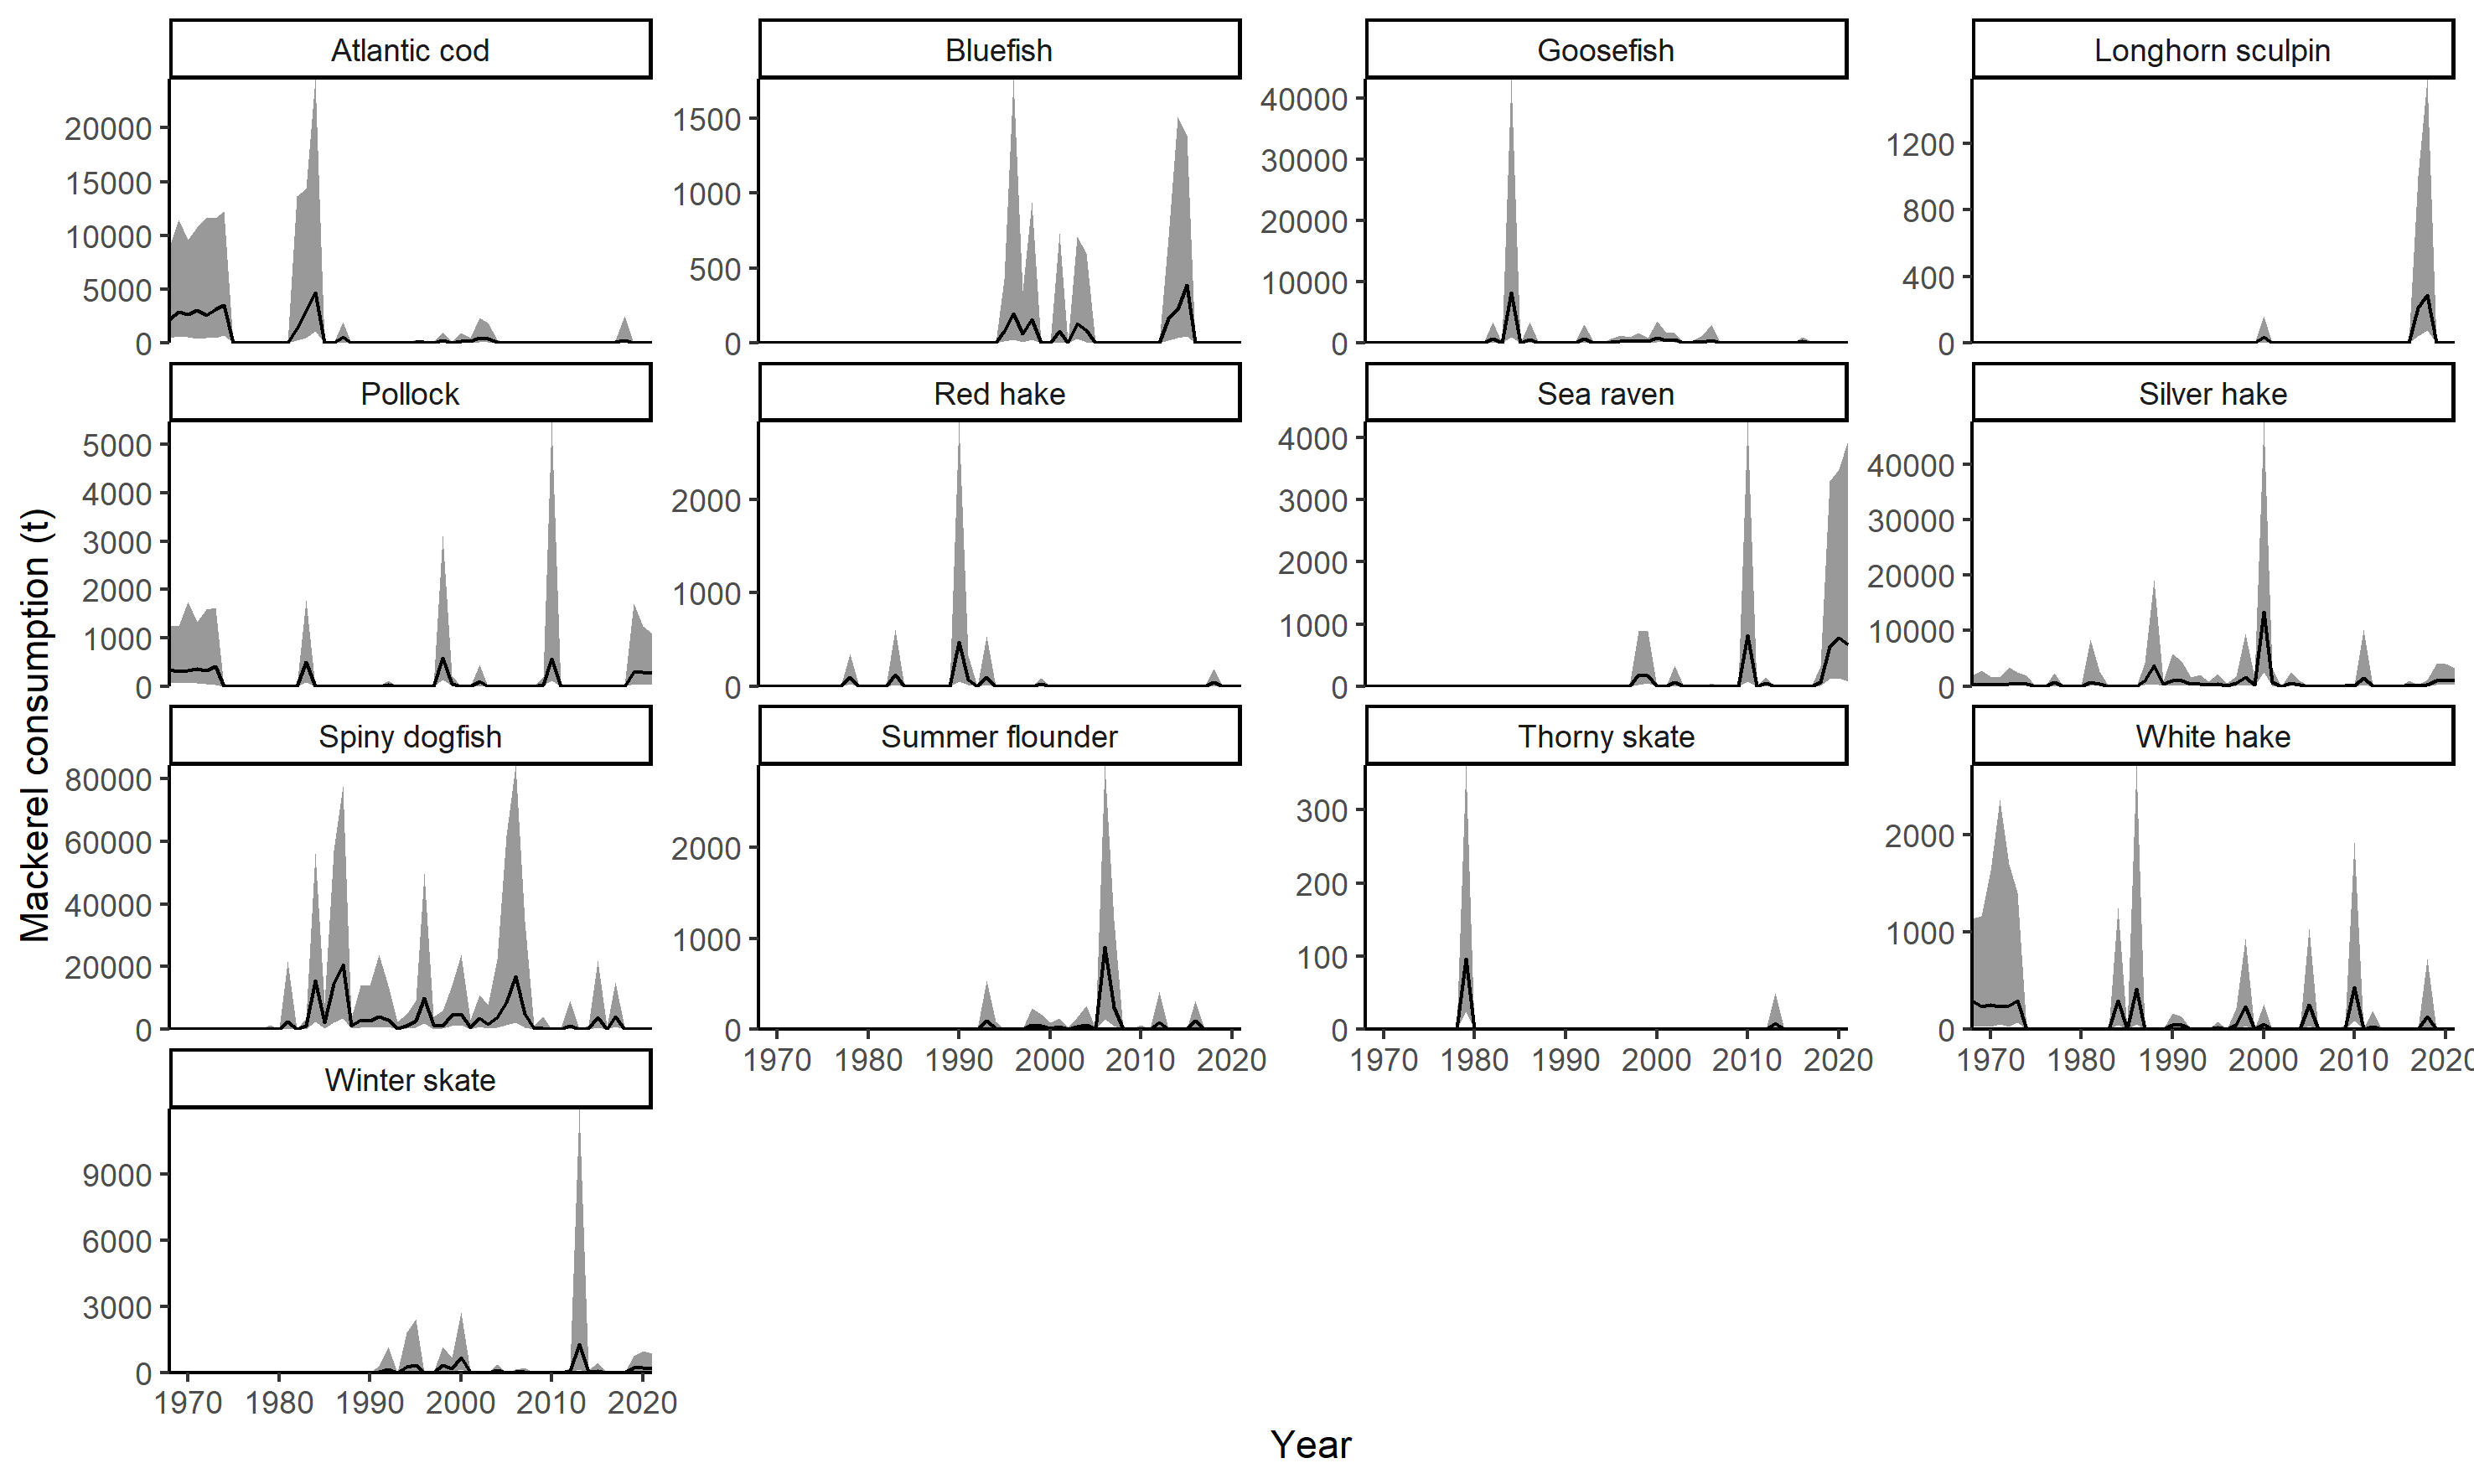 Atlantic cod
Bluefish
Goosefish
Longhorn sculpin
20000
15000
10000
5000
0
1500
1000
500
0
40000
30000
20000
10000
0
1200
800
400
0
Pollock
Red hake
Sea raven
Silver hake
5000
4000
3000
2000
1000
0
2000
1000
0
4000
3000
2000
1000
0
40000
30000
20000
10000
0
Mackerel consumption (t)
Spiny dogfish
Summer flounder
Thorny skate
White hake
80000
60000
40000
20000
0
2000
1000
0
300
200
100
0
2000
1000
0
1970 1980 1990 2000 2010 2020
1970 1980 1990 2000 2010 2020
1970 1980 1990 2000 2010 2020
Winter skate
9000
6000
3000
0
1970 1980 1990 2000 2010 2020
Year